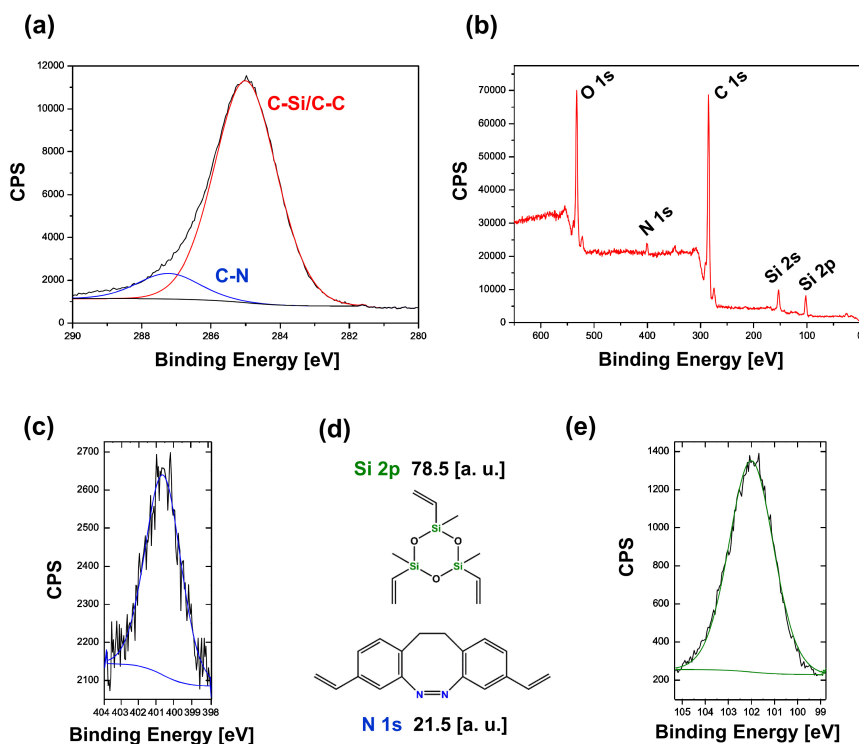 (a)
12000
10000
8000
6000
4000
2000
0
CPS
C-Si/C-C
C-N
290 288 286 284 282 280
Binding Energy [eV]
(b)
70000
60000
50000
40000
30000
20000
10000
0
CPS
O 1s
N 1s
C 1s
Si 2s
Si 2p
600 500 400 300 200 100 0
Binding Energy [eV]
(c)
2700
2600
2500
2400
2300
2200
2100
CPS
404 403 402 401 400 399 398
Binding Energy [eV]
(d)
Si 2p 78.5 [a. u.]
Si
O O
Si Si
O
N N
N 1s 21.5 [a. u.]
(e)
1400
1200
1000
800
600
400
200
CPS
105 104 103 102 101 100 99
Binding Energy [eV]